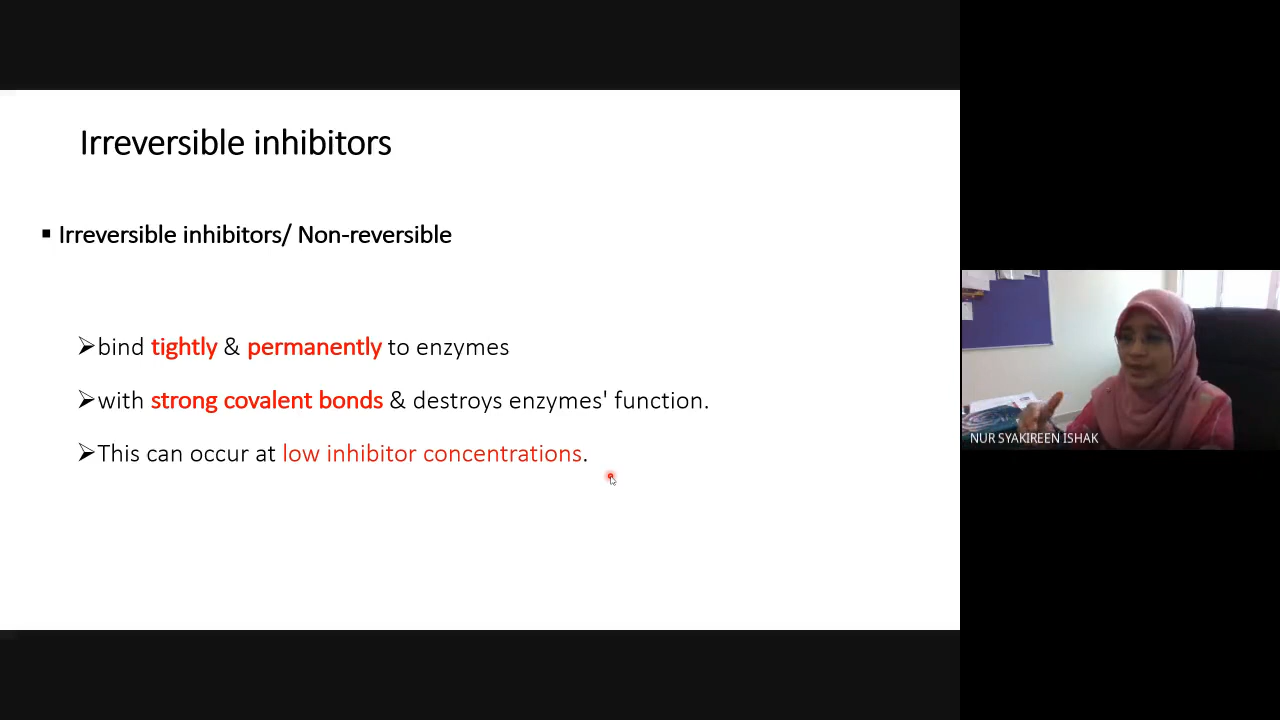 Irreversible inhibitors
▪ Irreversible inhibitors/ Non-reversible
➢bind tightly & permanently to enzymes
➢with strong covalent bonds & destroys enzymes' function.
➢This can occur at low inhibitor concentrations.
NUR SYAKIREEN ISHAK